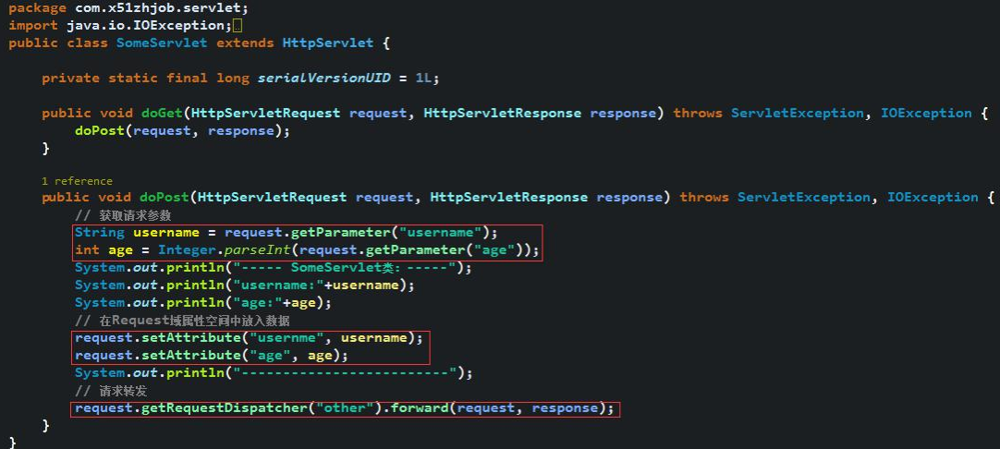 package com.x51zhjob.servlet;
import java.io.IOException;
public class SomeServlet extends HttpServlet {
private static final long serialVersionUID = 1L;
public void doGet(HttpServletRequest request, HttpServletResponse response) throws ServletException, IOException {
doPost(request, response);
}
1 reference
public void doPost(HttpServletRequest request, HttpServletResponse response) throws ServletException, IOException {
// 获取请求参数
String username = request.getParameter("username");
int age = Integer.parseInt(request.getParameter("age"));
System.out.println("----- SomeServlet类：-----");
System.out.println("username:"+username);
System.out.println("age:"+age);
// 在Request域属性空间中放入数据
request.setAttribute("usernme", username);
request.setAttribute("age", age);
System.out.println("-------------------------");
// 请求转发
request.getRequestDispatcher("other").forward(request, response);
}
}